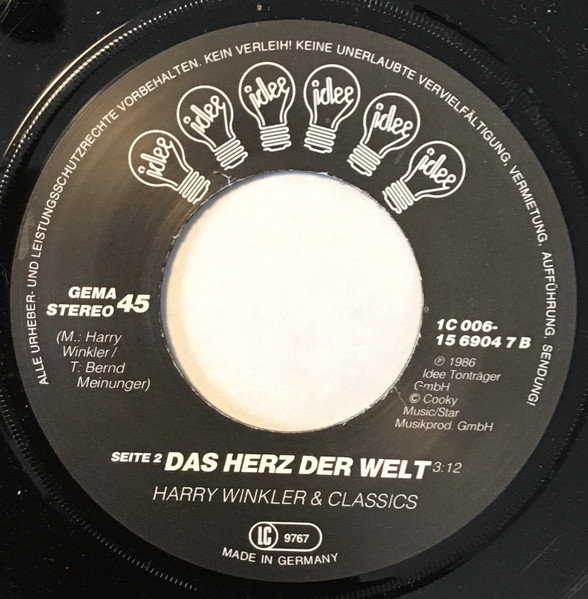 ALLE URHEBER- UND LEISTUNGSSCHUTZRECHTE VORBEHALTEN. KEIN VERLEIH! KEINE UNERLAUBTE VERVIELFÄLTIGUNG, VERMIETUNG, AUFFÜHRUNG, SENDUNG!
idee idee idee idee idee idee
GEMA
STEREO 45
(M.: Harry
Winkler/
T: Bernd
Meinunger)
1C 006-
15 6904 7 B
℗ 1986
Idee Tonträger
GmbH
© Cooky
Music/Star
Musikprod. GmbH
SEITE 2 DAS HERZ DER WELT 3:12
HARRY WINKLER & CLASSICS
LC 9767
MADE IN GERMANY